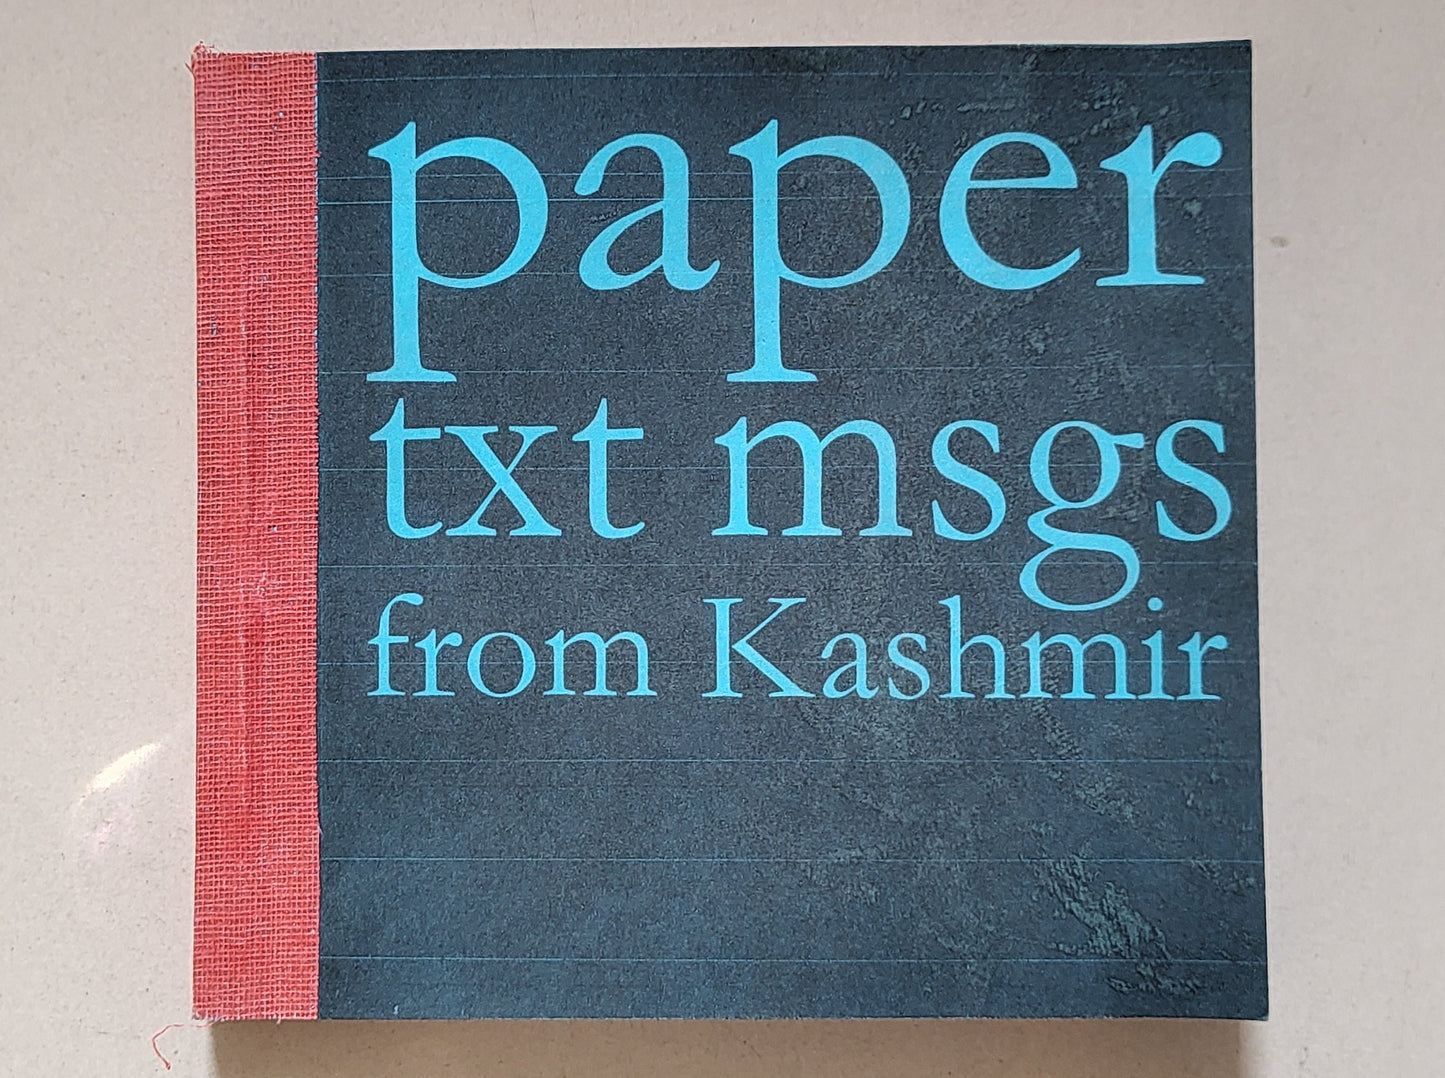 paper
txt msgs
from Kashmir